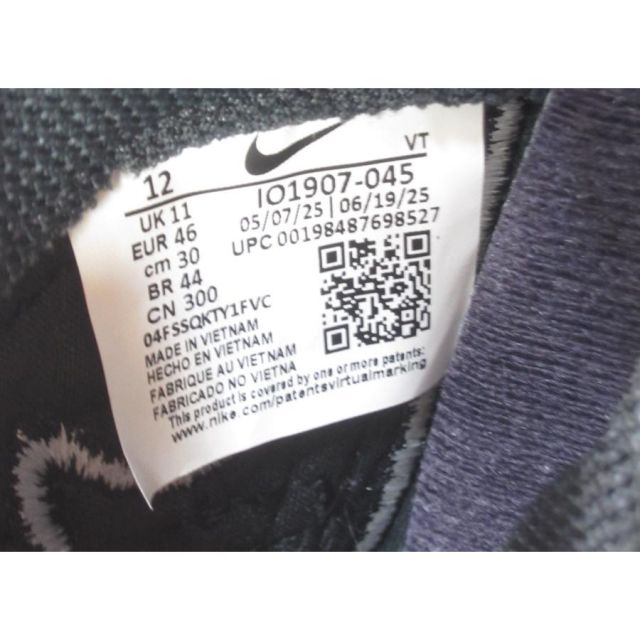 12
VT
UK 11
EUR 46
cm 30
BR 44
CN 300
IO1907-045
05/07/25 | 06/19/25
UPC 00198487698527
04FSSQKTY1FVC
MADE IN VIETNAM
HECHO EN VIETNAM
FABRIQUE AU VIETNAM
FABRICADO NO VIETNA
This product is covered by one or more patents:
www.nike.com/patentsvirtualmarking